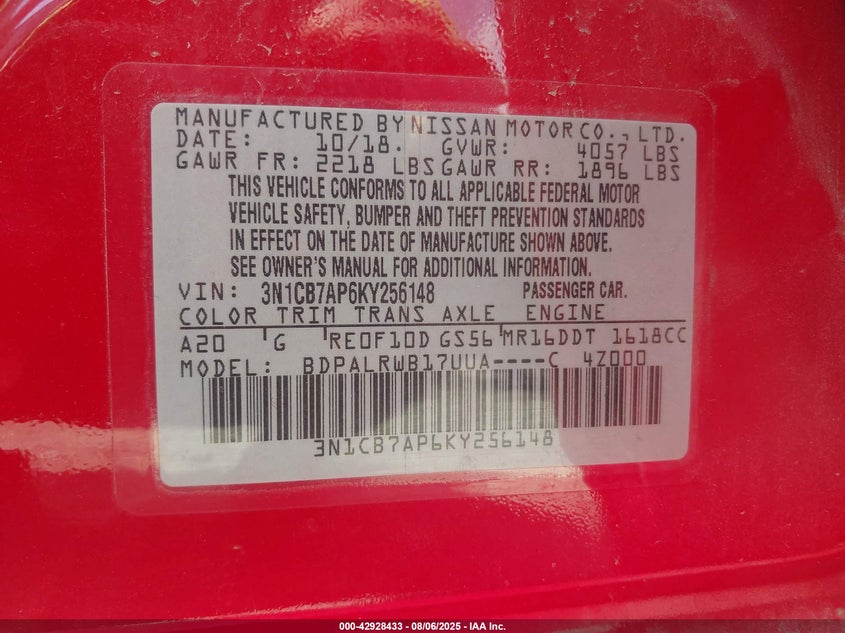 MANUFACTURED BY NISSAN MOTOR CO., LTD.
DATE: 10/18. GVWR: 4057 LBS
GAWR FR: 2218 LBS GAWR RR: 1896 LBS
THIS VEHICLE CONFORMS TO ALL APPLICABLE FEDERAL MOTOR
VEHICLE SAFETY, BUMPER AND THEFT PREVENTION STANDARDS
IN EFFECT ON THE DATE OF MANUFACTURE SHOWN ABOVE.
SEE OWNER'S MANUAL FOR ADDITIONAL INFORMATION.
VIN: 3N1CB7AP6KY256148 PASSENGER CAR.
COLOR TRIM TRANS AXLE ENGINE
A20 G RE0F10D GS56 MR16DDT 1618CC
MODEL: BDPALRWB17UUA----C 4Z000
3N1CB7AP6KY256148
000-42928433 - 08/06/2025 - IAA Inc.